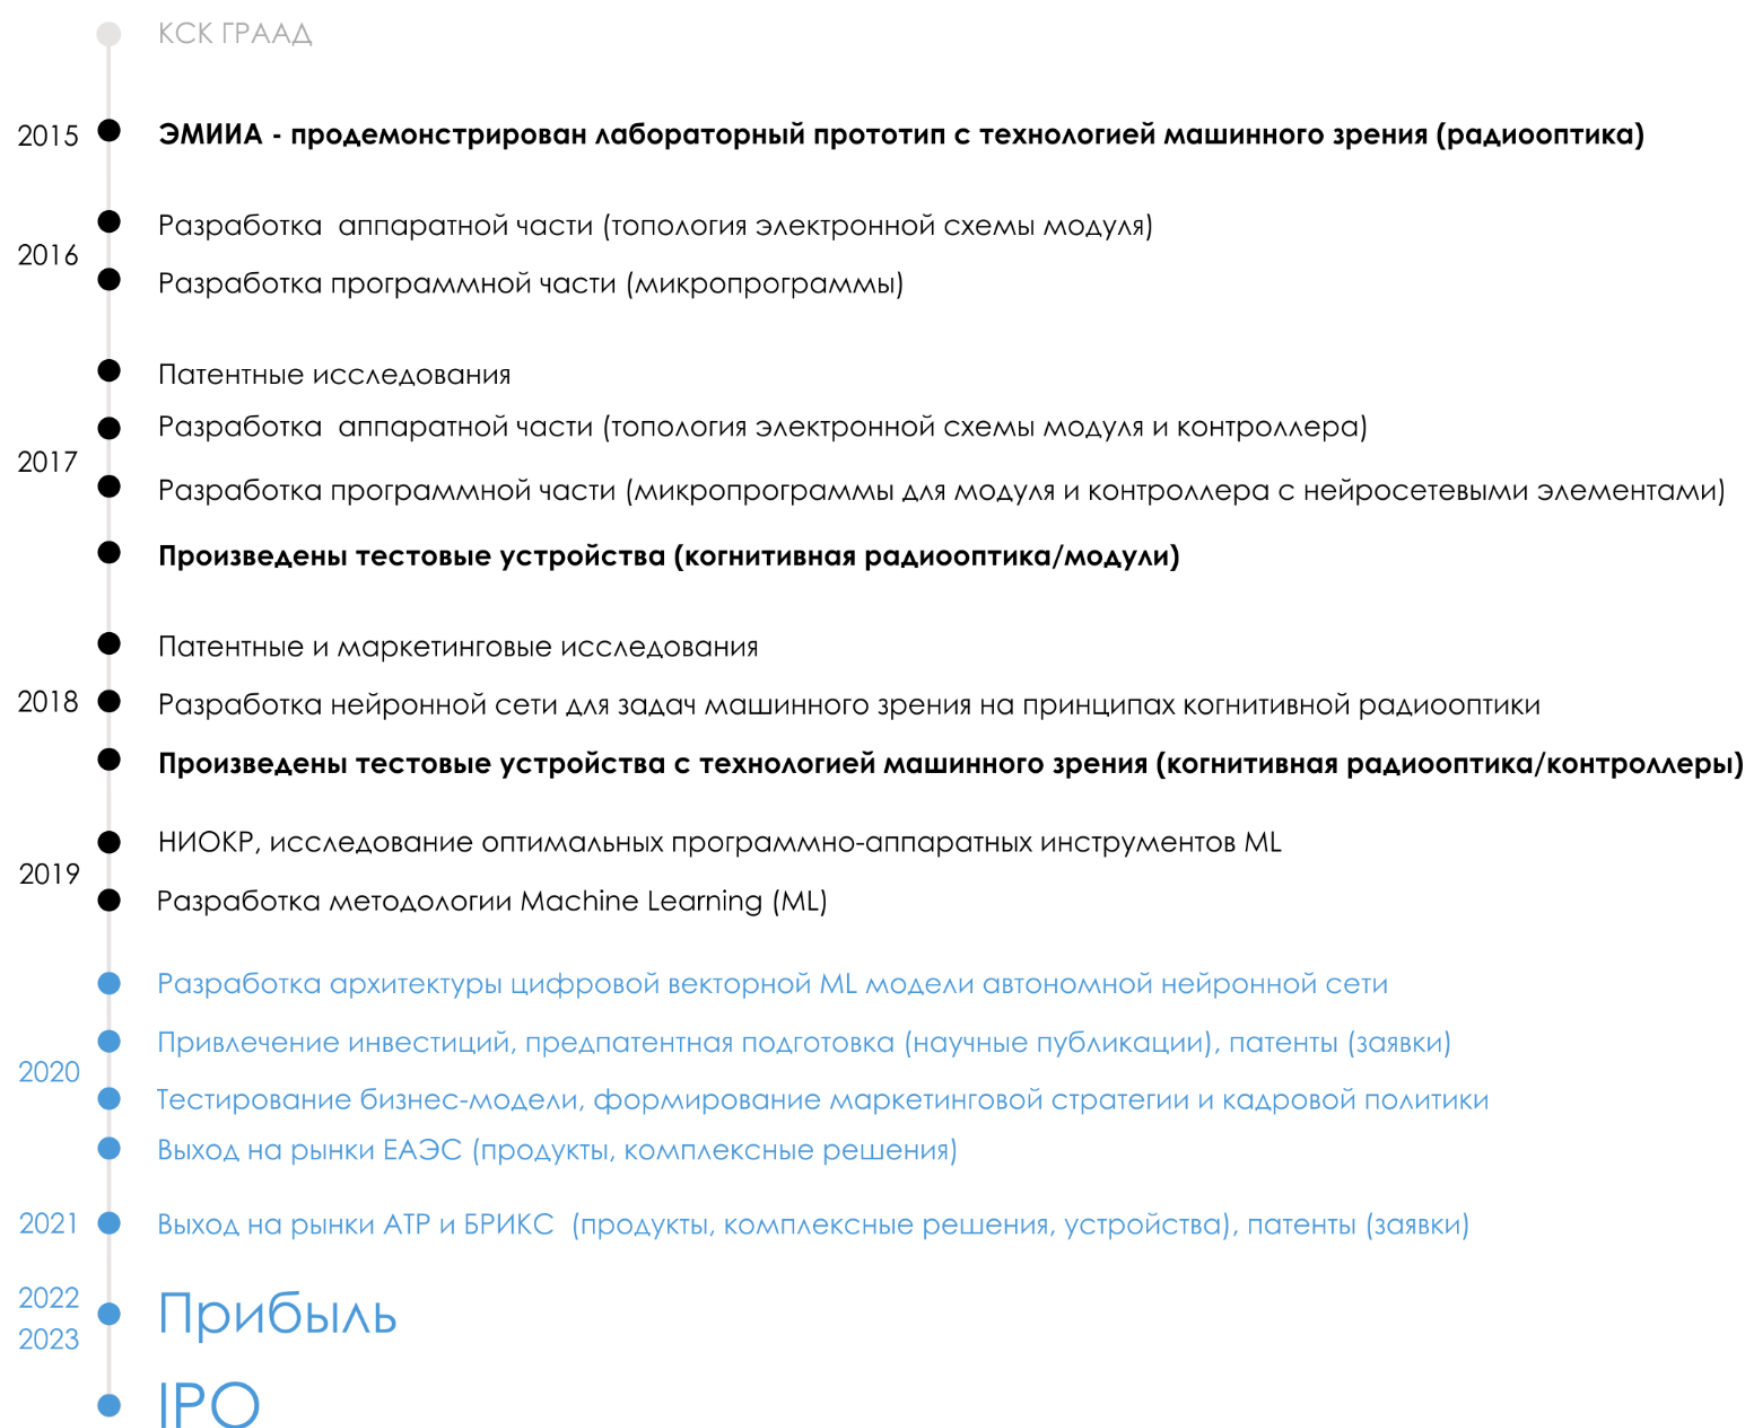 КСК ГРААД
2015
ЭМИИА - продемонстрирован лабораторный прототип с технологией машинного зрения (радиооптика)
2016
Разработка  аппаратной части (топология электронной схемы модуля)
Разработка программной части (микропрограммы)
2017
Патентные исследования
Разработка  аппаратной части (топология электронной схемы модуля и контроллера)
Разработка программной части (микропрограммы для модуля и контроллера с нейросетевыми элементами)
Произведены тестовые устройства (когнитивная радиооптика/модули)
2018
Патентные и маркетинговые исследования
Разработка нейронной сети для задач машинного зрения на принципах когнитивной радиооптики
Произведены тестовые устройства с технологией машинного зрения (когнитивная радиооптика/контроллеры)
2019
НИОКР, исследование оптимальных программно-аппаратных инструментов ML
Разработка методологии Machine Learning (ML)
2020
Разработка архитектуры цифровой векторной ML модели автономной нейронной сети
Привлечение инвестиций, предпатентная подготовка (научные публикации), патенты (заявки)
Тестирование бизнес-модели, формирование маркетинговой стратегии и кадровой политики
Выход на рынки ЕАЭС (продукты, комплексные решения)
2021
Выход на рынки АТР и БРИКС  (продукты, комплексные решения, устройства), патенты (заявки)
2022
2023
Прибыль
IPO